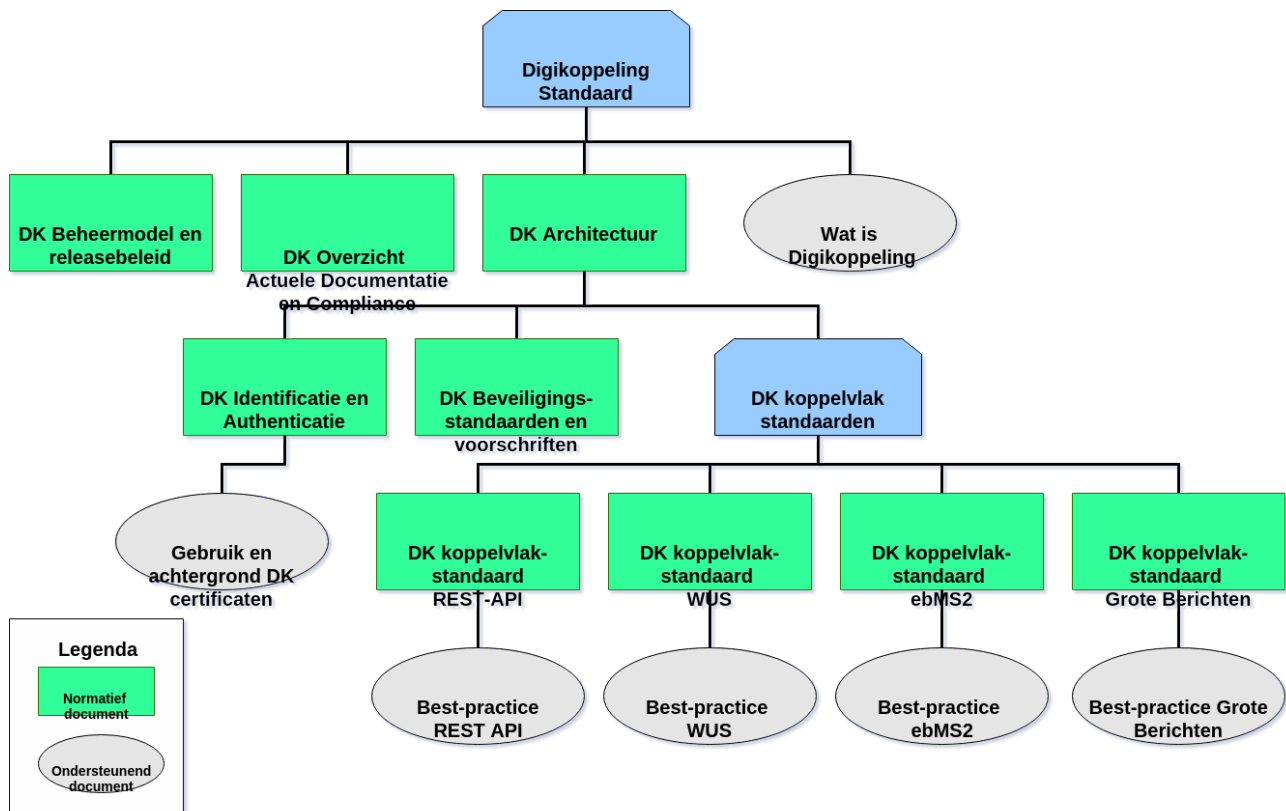 Digikoppeling
Standaard
DK Beheermodel en
releasebeleid
DK Overzicht
Actuele Documentatie
en Compliance
DK Architectuur
Wat is
Digikoppeling
DK Identificatie en
Authenticatie
DK Beveiligings-
standaarden en
voorschriften
DK koppelvlak
standaarden
Gebruik en
achtergrond DK
certificaten
DK koppelvlak-
standaard
REST-API
DK koppelvlak-
standaard
WUS
DK koppelvlak-
standaard
ebMS2
DK koppelvlak-
standaard
Grote Berichten
Best-practice
REST API
Best-practice
WUS
Best-practice
ebMS2
Best-practice Grote
Berichten
Legenda
Normatief
document
Ondersteunend
document